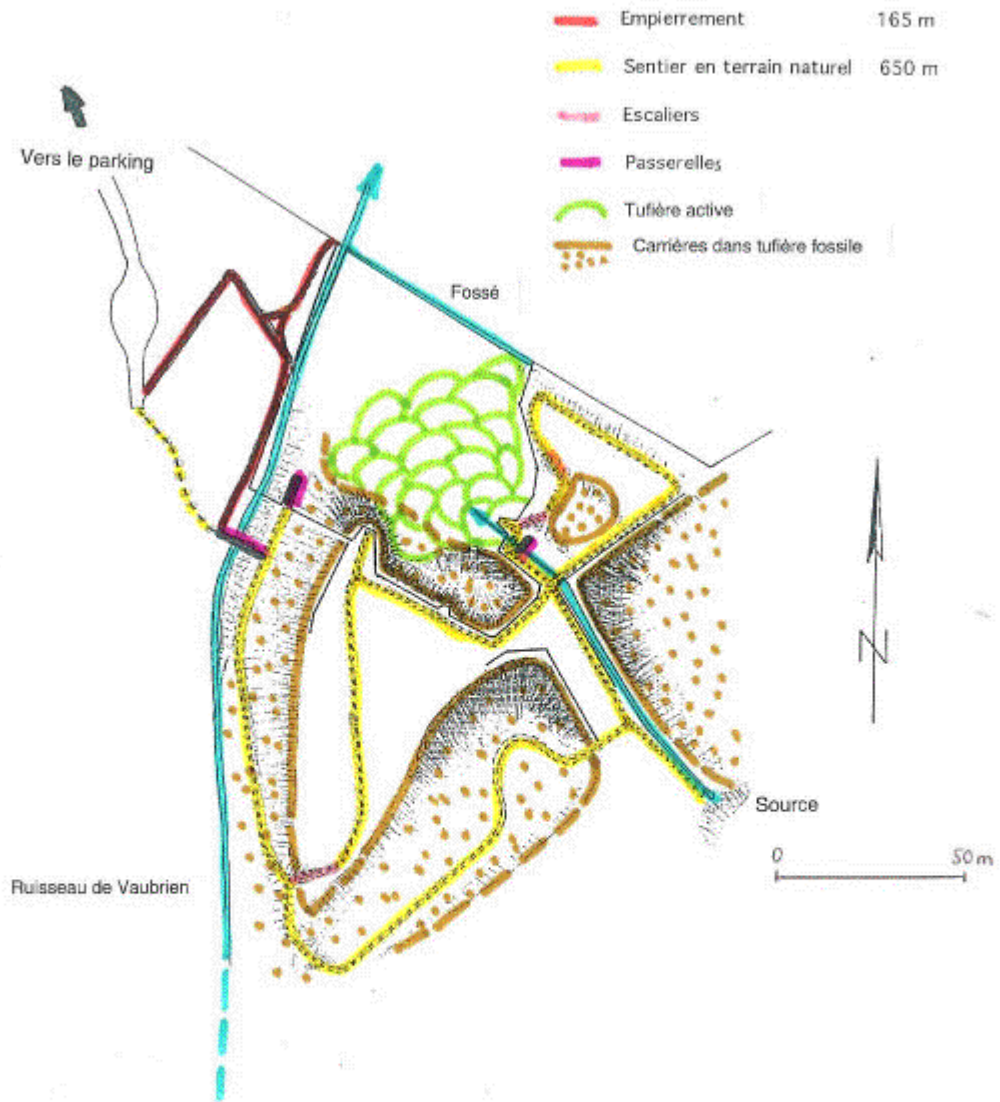 Empierrement 165 m
Sentier en terrain naturel 650 m
Escaliers
Passerelles
Tufière active
Carrières dans tufière fossile
Vers le parking
Fossé
N
Source
0 50 m
Ruisseau de Vaubrien